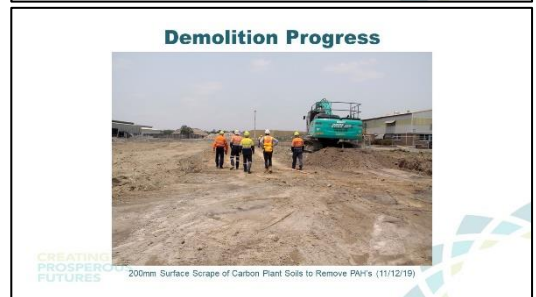 Demolition Progress
CREATING
PROSPEROUS
FUTURES
200mm Surface Scrape of Carbon Plant Soils to Remove PAH's (11/12/19)